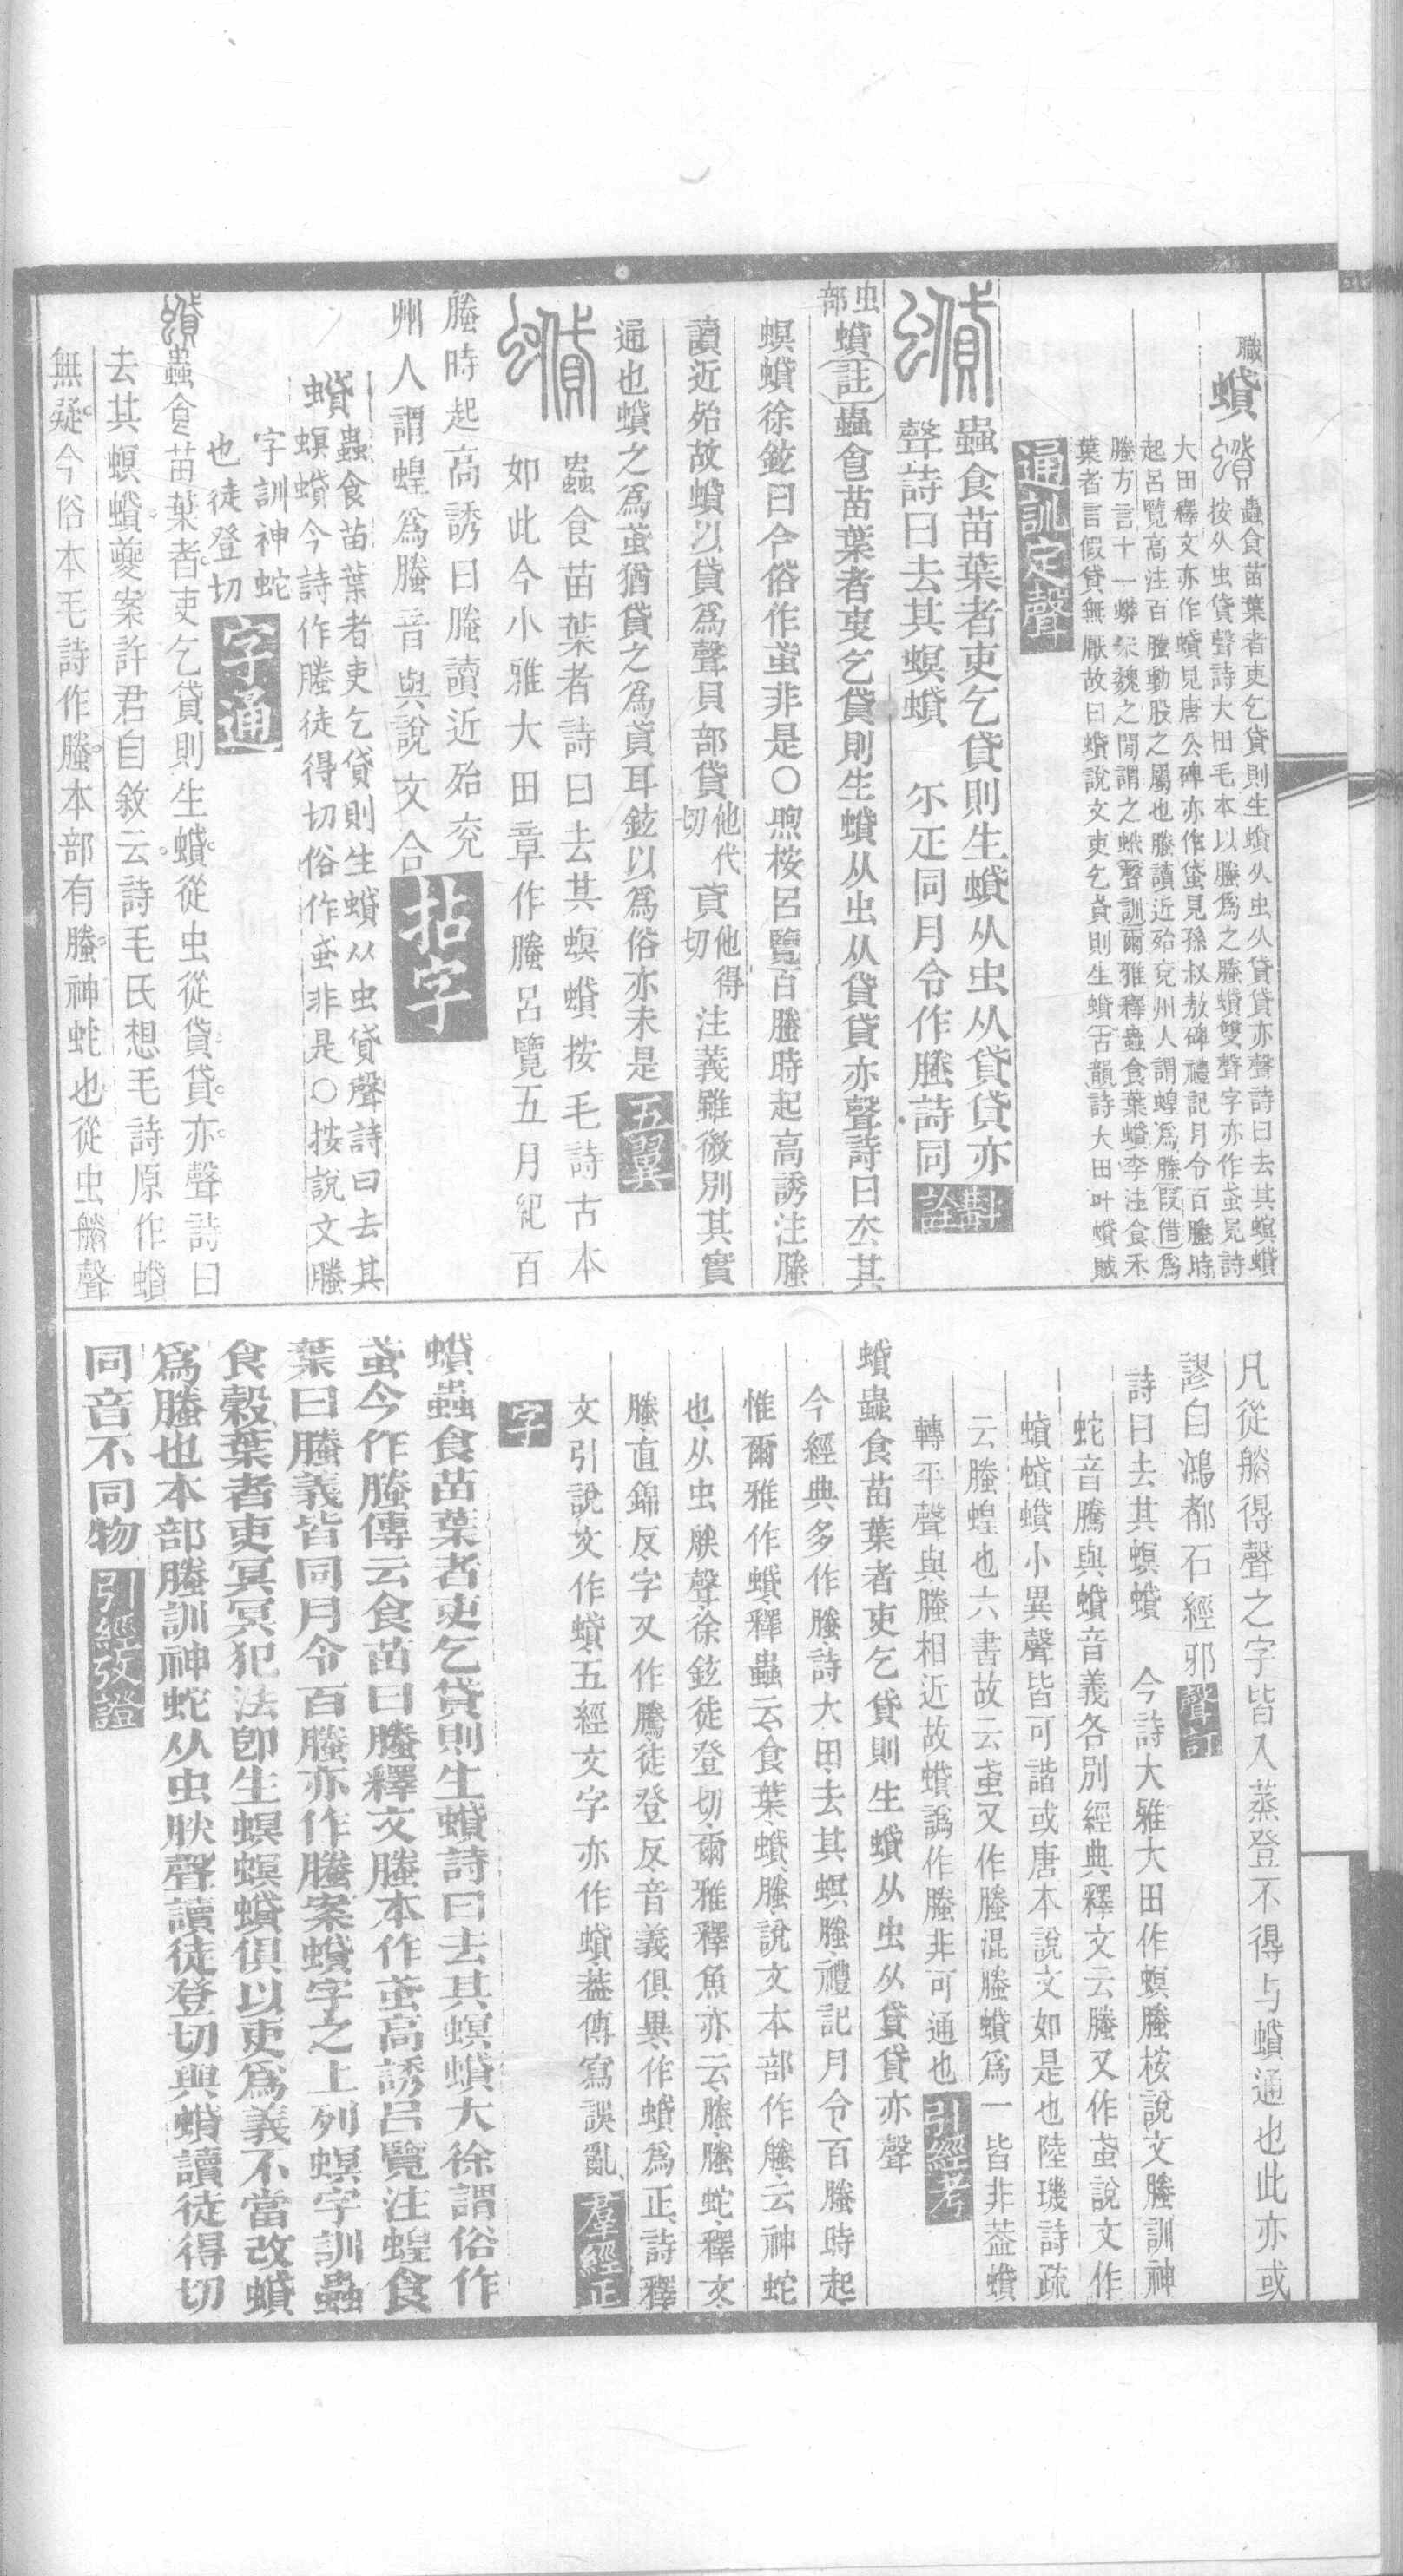 職 蟘 蟲食苗葉者吏乞貸則生蟘从虫从貸貸亦聲詩曰去其螟蟘
按从虫貸聲詩大田毛本以螣爲之螣蟘雙聲字亦作䖝見詩
大田釋文亦作蟘見唐公碑亦作蟘見孫叔敖碑禮記月令百螣時
起呂覽高注百螣動股之屬也螣讀近殆兗州人謂蝗爲螣假借爲
螣方言十一蟒宋魏之間謂之蟘聲訓爾雅釋蟲食葉蟘李注食禾
葉者言假貸無厭故曰蟘說文吏乞貸則生蟘古韻詩大田叶蟘賊
通訓定聲
蟲食苗葉者吏乞貸則生蟘从虫从貸貸亦
聲詩曰去其螟蟘 尒疋同月令作螣詩同 斠詮
虫部
蟘 註 蟲食苗葉者吏乞貸則生蟘从虫从貸貸亦聲詩曰去其
螟蟘徐鉉曰今俗作䖝非是○煦桉呂覽百螣時起高誘注螣
讀近殆故蟘以貸爲聲貝部貸他代切貣他得切注義雖微別其實
通也蟘之爲䖝猶貸之爲貣耳鉉以爲俗亦未是 五翼
蟲食苗葉者詩曰去其螟蟘按毛詩古本
如此今小雅大田章作螣呂覽五月紀百
螣時起高誘曰螣讀近殆兗
州人謂蝗爲螣音與說文合 拈字
蟘 蟲食苗葉者吏乞貸則生蟘从虫貸聲詩曰去其
螟蟘今詩作螣徒得切俗作䖝非是○按說文螣
字訓神蛇
也徒登切 字通
蟲食苗葉者吏乞貸則生蟘從虫從貸貸亦聲詩曰
去其螟蟘夔案許君自敘云詩毛氏想毛詩原作蟘
無疑今俗本毛詩作螣本部有螣神蛇也從虫朕聲
凡從朕得聲之字皆入蒸登不得与蟘通也此亦或
謬自鴻都石經邪 聲訂
詩曰去其螟蟘 今詩大雅大田作螟螣桉說文螣訓神
蛇音騰與蟘音義各別經典釋文云螣又作䖝說文作
蟘蟘蟘小異聲皆可諧或唐本說文如是也陸璣詩疏
云螣蝗也六書故云䖝又作螣混螣蟘爲一皆非蓋蟘
轉平聲與螣相近故蟘譌作螣非可通也 引經考
蟘蟲食苗葉者吏乞貸則生蟘从虫从貸貸亦聲
今經典多作螣詩大田去其螟螣禮記月令百螣時起
惟爾雅作蟘釋蟲云食葉蟘螣說文本部作螣云神蛇
也从虫朕聲徐鉉徒登切爾雅釋魚亦云螣螣蛇釋文
螣直錦反字又作騰徒登反音義俱異作蟘爲正詩釋
文引說文作蟘五經文字亦作蟘蓋傳寫誤亂 羣經正
字
蟘蟲食苗葉者吏乞貸則生蟘詩曰去其螟蟘大徐謂俗作
䖝今作螣傳云食苗曰螣釋文螣本作䖝高誘呂覽注蝗食
葉曰螣義皆同月令百螣亦作螣案蟘字之上列螟字訓蟲
食穀葉者吏冥冥犯法卽生螟螟蟘俱以吏爲義不當改蟘
爲螣也本部螣訓神蛇从虫朕聲讀徒登切與蟘讀徒得切
同音不同物 引經攷證